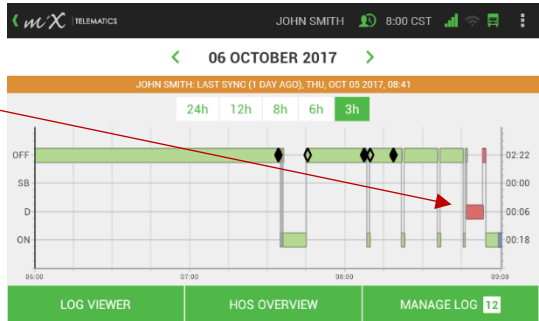 mX TELEMATICS JOHN SMITH 8:00 CST
06 OCTOBER 2017
JOHN SMITH: LAST SYNC (1 DAY AGO), THU, OCT 05 2017, 08:41
24h 12h 8h 6h 3h
OFF 02:22
SB 00:00
D 00:06
ON 00:18
06:00 07:00 08:00 09:00
LOG VIEWER HOS OVERVIEW MANAGE LOG 12